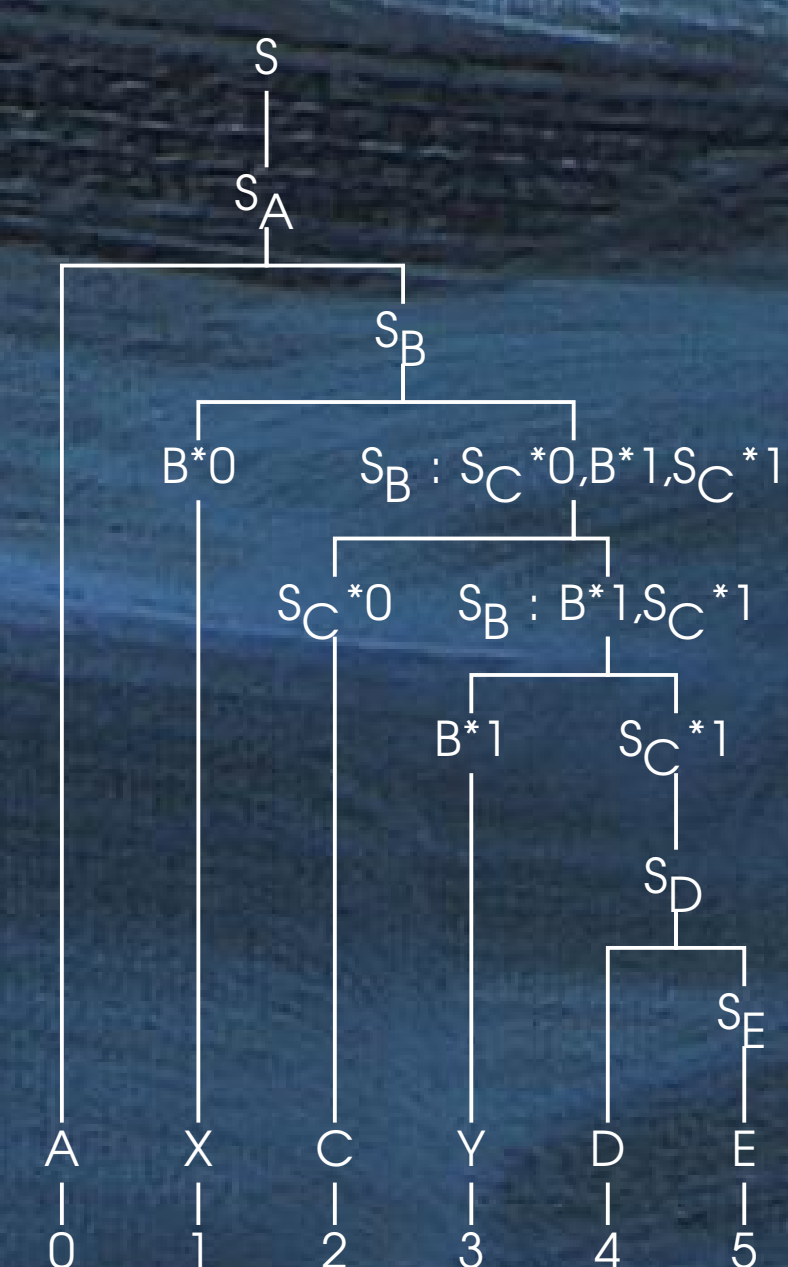 S
S_A
S_B
B*0 S_B : S_C*0,B*1,S_C*1
S_C*0 S_B : B*1,S_C*1
B*1 S_C*1
S_D
S_E
A X C Y D E
0 1 2 3 4 5